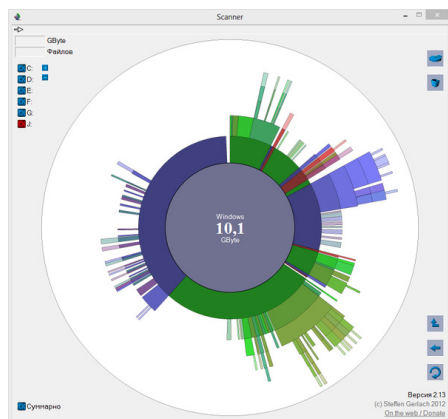 Scanner
GByte
Файлов
C:
D:
E:
F:
G:
J:
Windows
10,1
GByte
Суммарно
Версия 2.13
(c) Steffen Gerlach 2012
On the web / Donate